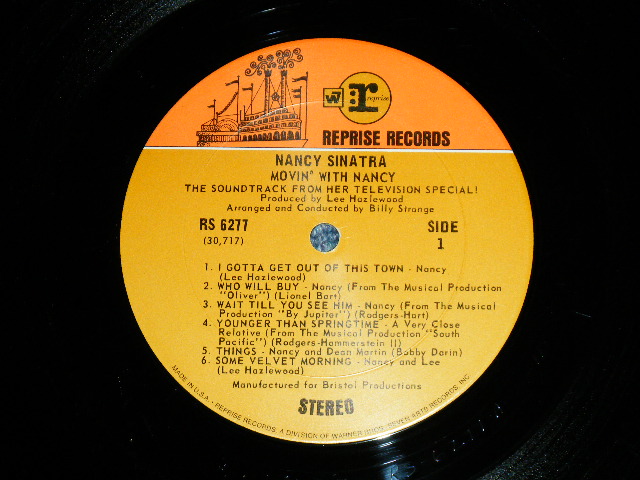 W7 r reprise
REPRISE RECORDS
NANCY SINATRA
MOVIN' WITH NANCY
THE SOUNDTRACK FROM HER TELEVISION SPECIAL!
Produced by Lee Hazlewood
Arranged and Conducted by Billy Strange
RS 6277 SIDE
(30,717) 1
1. I GOTTA GET OUT OF THIS TOWN - Nancy
(Lee Hazlewood)
2. WHO WILL BUY - Nancy (From The Musical Production
"Oliver") (Lionel Bart)
3. WAIT TILL YOU SEE HIM - Nancy (From The Musical
Production "By Jupiter") (Rodgers-Hart)
4. YOUNGER THAN SPRINGTIME - A Very Close
Relative (From The Musical Production "South
Pacific") (Rodgers-Hammerstein II)
5. THINGS - Nancy and Dean Martin (Bobby Darin)
6. SOME VELVET MORNING - Nancy and Lee
(Lee Hazlewood)
Manufactured for Bristol Productions
STEREO
MADE IN U.S.A. · REPRISE RECORDS, A DIVISION OF WARNER BROS. - SEVEN ARTS RECORDS, INC.